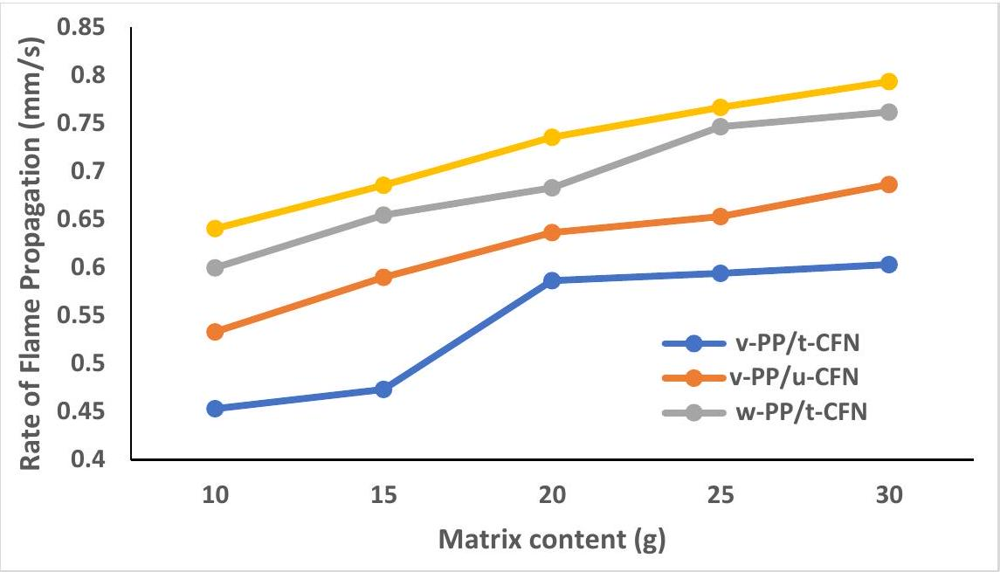 Rate of Flame Propagation (mm/s)
0.85
0.8
0.75
0.7
0.65
0.6
0.55
0.5
0.45
0.4
v-PP/t-CFN
v-PP/u-CFN
w-PP/t-CFN
10 15 20 25 30
Matrix content (g)